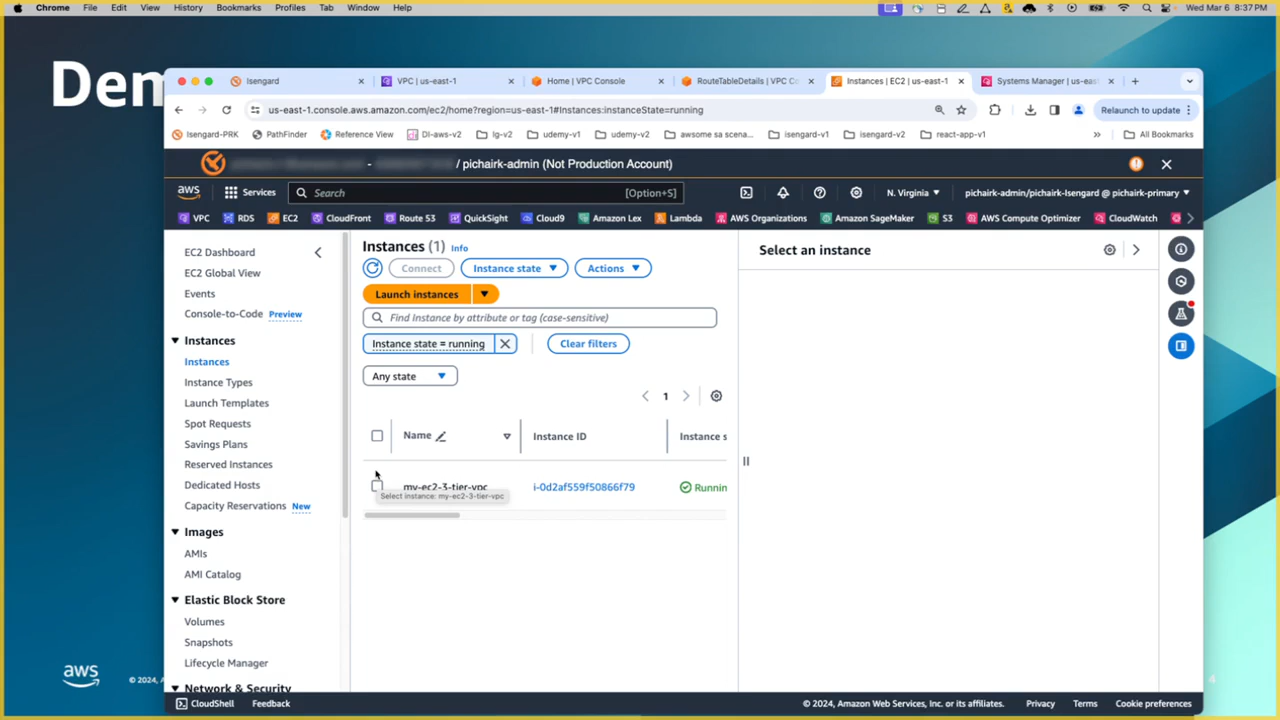 Chrome File Edit View History Bookmarks Profiles Tab Window Help Wed Mar 6 8:37 PM
Dem
Isengard VPC | us-east-1 Home | VPC Console RouteTableDetails | VPC Co Instances | EC2 | us-east-1 Systems Manager | us-eas
us-east-1.console.aws.amazon.com/ec2/home?region=us-east-1#Instances:instanceState=running Relaunch to update
Isengard-PRK PathFinder Reference View DI-aws-v2 lg-v2 udemy-v1 udemy-v2 awsome sa scena... isengard-v1 isengard-v2 react-app-v1 » All Bookmarks
- / pichairk-admin (Not Production Account)
aws Services Search [Option+S] N. Virginia pichairk-admin/pichairk-Isengard @ pichairk-primary
VPC RDS EC2 CloudFront Route 53 QuickSight Cloud9 Amazon Lex Lambda AWS Organizations Amazon SageMaker S3 AWS Compute Optimizer CloudWatch
EC2 Dashboard
EC2 Global View
Events
Console-to-Code Preview
Instances
Instances
Instance Types
Launch Templates
Spot Requests
Savings Plans
Reserved Instances
Dedicated Hosts
Capacity Reservations New
Images
AMIs
AMI Catalog
Elastic Block Store
Volumes
Snapshots
Lifecycle Manager
Network & Security
Instances (1) Info
Connect Instance state Actions
Launch instances
Find Instance by attribute or tag (case-sensitive)
Instance state = running Clear filters
Any state
1
Name Instance ID Instance s
my-ec2-3-tier-vpc i-0d2af559f50866f79 Runnin
Select instance: my-ec2-3-tier-vpc
Select an instance
aws © 2024, A 4
CloudShell Feedback © 2024, Amazon Web Services, Inc. or its affiliates. Privacy Terms Cookie preferences